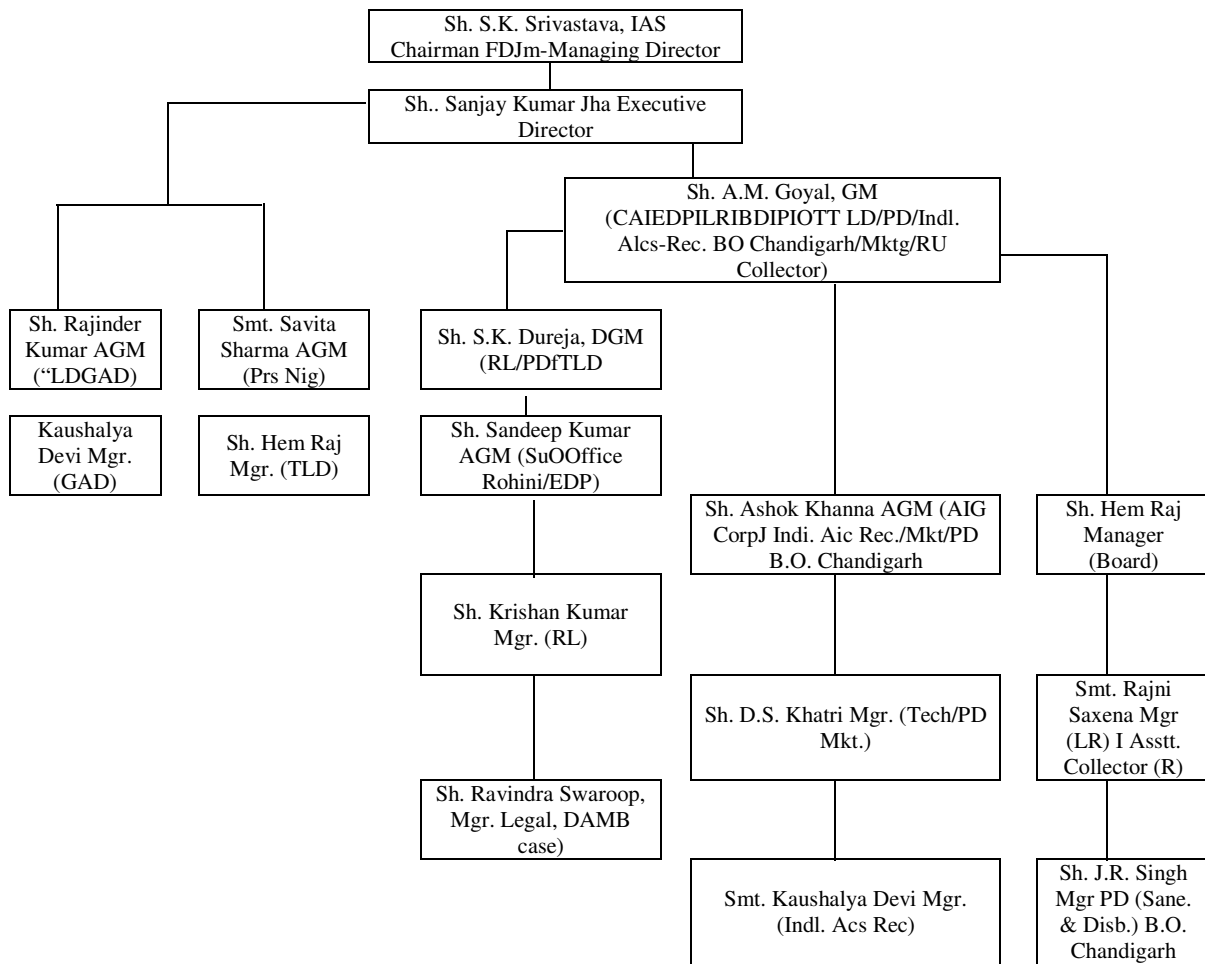 Sh. S.K. Srivastava, IAS
Chairman FDJm-Managing Director
Sh.. Sanjay Kumar Jha Executive
Director
Sh. A.M. Goyal, GM
(CAIEDPILRIBDIPIOTT LD/PD/Indl.
Alcs-Rec. BO Chandigarh/Mktg/RU
Collector)
Sh. Rajinder
Kumar AGM
(“LDGAD)
Smt. Savita
Sharma AGM
(Prs Nig)
Sh. S.K. Dureja, DGM
(RL/PDfTLD
Kaushalya
Devi Mgr.
(GAD)
Sh. Hem Raj
Mgr. (TLD)
Sh. Sandeep Kumar
AGM (SuOOffice
Rohini/EDP)
Sh. Ashok Khanna AGM (AIG
CorpJ Indi. Aic Rec./Mkt/PD
B.O. Chandigarh
Sh. Hem Raj
Manager
(Board)
Sh. Krishan Kumar
Mgr. (RL)
Sh. D.S. Khatri Mgr. (Tech/PD
Mkt.)
Smt. Rajni
Saxena Mgr
(LR) I Asstt.
Collector (R)
Sh. Ravindra Swaroop,
Mgr. Legal, DAMB
case)
Smt. Kaushalya Devi Mgr.
(Indl. Acs Rec)
Sh. J.R. Singh
Mgr PD (Sane.
& Disb.) B.O.
Chandigarh